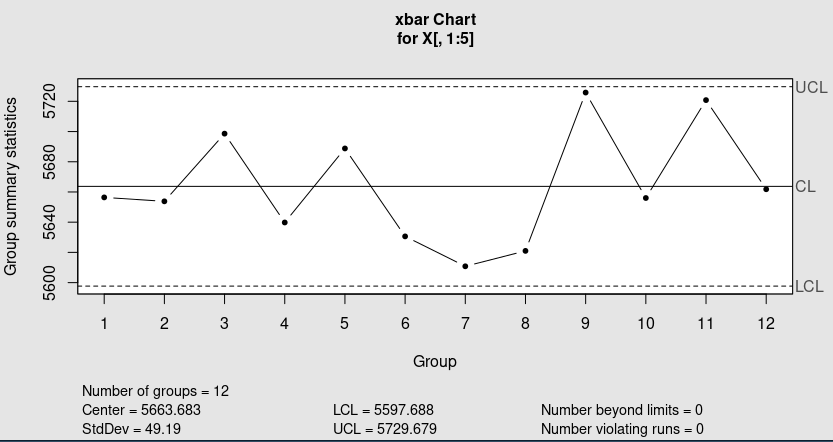 xbar Chart
for X[, 1:5]
Group summary statistics
5720
5680
5640
5600
UCL
CL
LCL
1 2 3 4 5 6 7 8 9 10 11 12
Group
Number of groups = 12
Center = 5663.683
StdDev = 49.19
LCL = 5597.688
UCL = 5729.679
Number beyond limits = 0
Number violating runs = 0